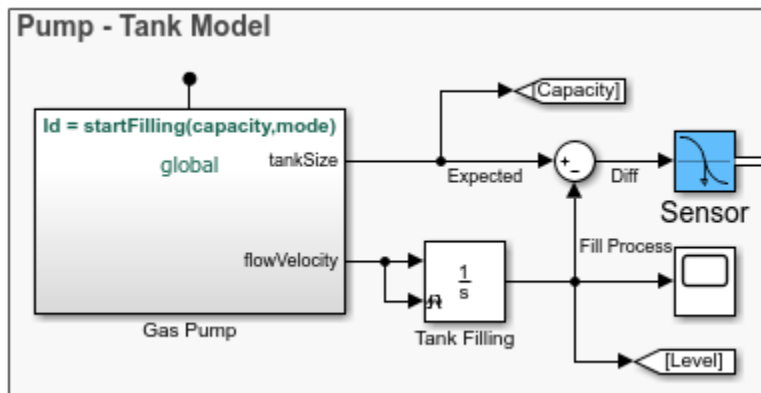 Pump - Tank Model
Id = startFilling(capacity,mode)
global
tankSize
flowVelocity
Gas Pump
[Capacity]
Expected
Diff
Sensor
Fill Process
1
s
Tank Filling
[Level]
+
-